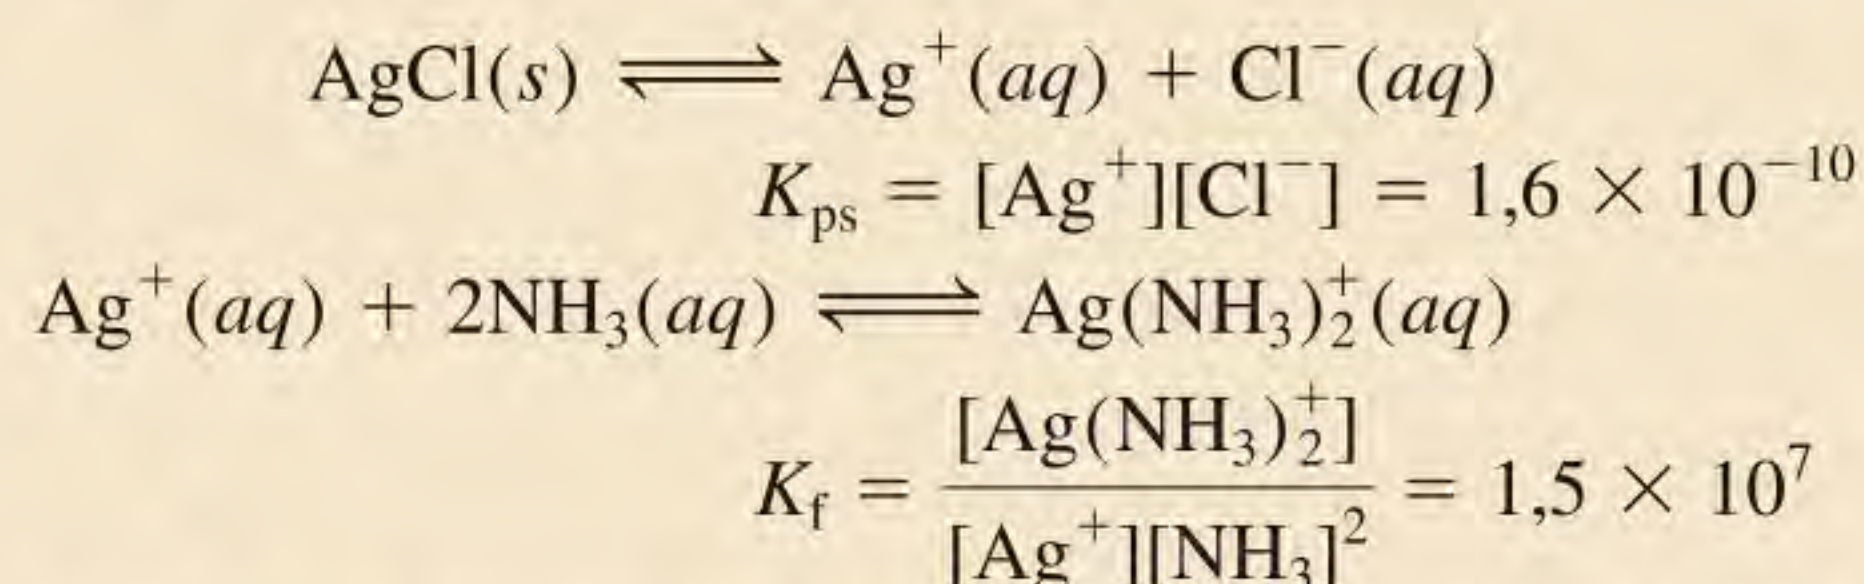 AgCl(s) ⇌ Ag⁺(aq) + Cl⁻(aq)
Kps = [Ag⁺][Cl⁻] = 1,6 × 10⁻¹⁰
Ag⁺(aq) + 2NH₃(aq) ⇌ Ag(NH₃)₂⁺(aq)
Kf = [Ag(NH₃)₂⁺] / [Ag⁺][NH₃]² = 1,5 × 10⁷